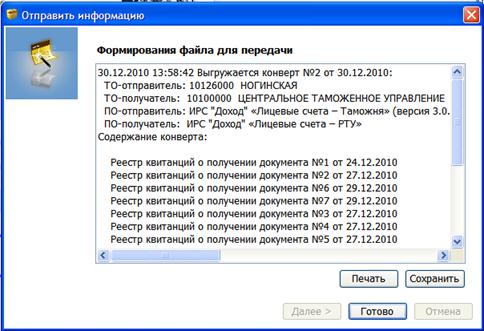 Отправить информацию
Формирования файла для передачи
30.12.2010 13:58:42 Выгружается конверт №2 от 30.12.2010:
ТО-отправитель: 10126000 НОГИНСКАЯ
ТО-получатель: 10100000 ЦЕНТРАЛЬНОЕ ТАМОЖЕННОЕ УПРАВЛЕНИЕ
ПО-отправитель: ИРС "Доход" «Лицевые счета – Таможня» (версия 3.0.
ПО-получатель: ИРС "Доход" «Лицевые счета – РТУ»
Содержание конверта:
Реестр квитанций о получении документа №1 от 24.12.2010
Реестр квитанций о получении документа №2 от 27.12.2010
Реестр квитанций о получении документа №6 от 29.12.2010
Реестр квитанций о получении документа №7 от 29.12.2010
Реестр квитанций о получении документа №3 от 27.12.2010
Реестр квитанций о получении документа №4 от 27.12.2010
Реестр квитанций о получении документа №5 от 27.12.2010
Печать Сохранить
Далее > Готово Отмена